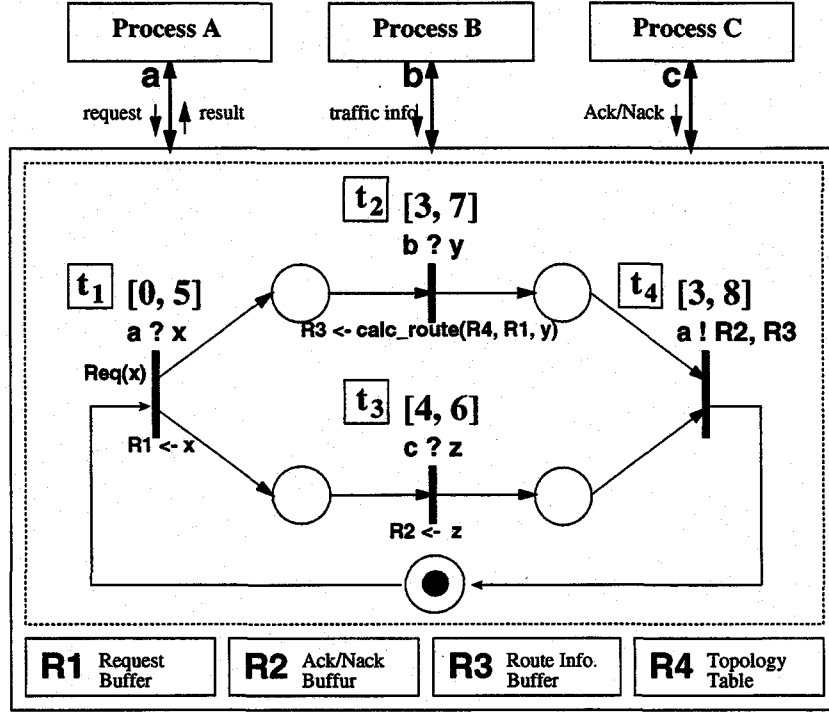 Process A
Process B
Process C
a
b
c
request
result
traffic info
Ack/Nack
t2 [3, 7]
b ? y
t1 [0, 5]
a ? x
t4 [3, 8]
a ! R2, R3
R3 <- calc_route(R4, R1, y)
Req(x)
t3 [4, 6]
c ? z
R1 <- x
R2 <- z
R1 Request Buffer
R2 Ack/Nack Buffur
R3 Route Info. Buffer
R4 Topology Table